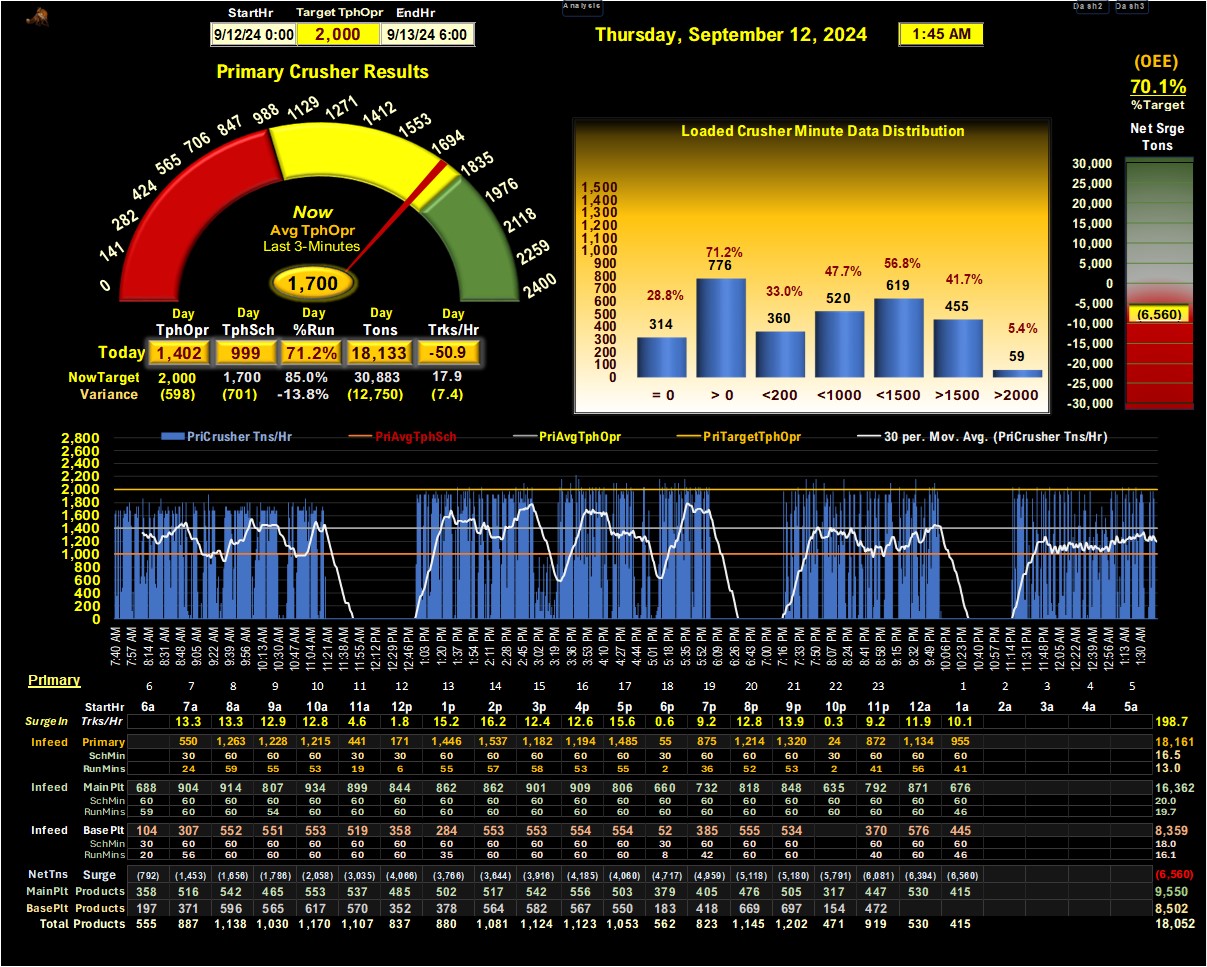 Analysis
Dash2 Dash3
StartHr Target TphOpr EndHr
9/12/24 0:00 2,000 9/13/24 6:00
Thursday, September 12, 2024 1:45 AM
Primary Crusher Results
0 141 282 424 565 706 847 988 1129 1271 1412 1553 1694 1835 1976 2118 2259 2400
Now
Avg TphOpr
Last 3-Minutes
1,700
Day Day Day Day Day
TphOpr TphSch %Run Tons Trks/Hr
Today 1,402 999 71.2% 18,133 -50.9
NowTarget 2,000 1,700 85.0% 30,883 17.9
Variance (598) (701) -13.8% (12,750) (7.4)
Loaded Crusher Minute Data Distribution
1,500
1,400
1,300
1,200
1,100
1,000
900
800
700
600
500
400
300
200
100
0
28.8% 71.2% 33.0% 47.7% 56.8% 41.7% 5.4%
314 776 360 520 619 455 59
= 0 > 0 <200 <1000 <1500 >1500 >2000
(OEE)
70.1%
%Target
Net Srge
Tons
30,000
25,000
20,000
15,000
10,000
5,000
0
-5,000
(6,560)
-10,000
-15,000
-20,000
-25,000
-30,000
PriCrusher Tns/Hr PriAvgTphSch PriAvgTphOpr PriTargetTphOpr 30 per. Mov. Avg. (PriCrusher Tns/Hr)
2,800
2,600
2,400
2,200
2,000
1,800
1,600
1,400
1,200
1,000
800
600
400
200
0
7:40 AM 7:57 AM 8:14 AM 8:31 AM 8:48 AM 9:05 AM 9:22 AM 9:39 AM 9:56 AM 10:13 AM 10:30 AM 10:47 AM 11:04 AM 11:21 AM 11:38 AM 11:55 AM 12:12 PM 12:29 PM 12:46 PM 1:03 PM 1:20 PM 1:37 PM 1:54 PM 2:11 PM 2:28 PM 2:45 PM 3:02 PM 3:19 PM 3:36 PM 3:53 PM 4:10 PM 4:27 PM 4:44 PM 5:01 PM 5:18 PM 5:35 PM 5:52 PM 6:09 PM 6:26 PM 6:43 PM 7:00 PM 7:16 PM 7:33 PM 7:50 PM 8:07 PM 8:24 PM 8:41 PM 8:58 PM 9:15 PM 9:32 PM 9:49 PM 10:06 PM 10:23 PM 10:40 PM 10:57 PM 11:14 PM 11:31 PM 11:48 PM 12:05 AM 12:22 AM 12:39 AM 12:56 AM 1:13 AM 1:30 AM
Primary
6 7 8 9 10 11 12 13 14 15 16 17 18 19 20 21 22 23 1 2 3 4 5
StartHr 6a 7a 8a 9a 10a 11a 12p 1p 2p 3p 4p 5p 6p 7p 8p 9p 10p 11p 12a 1a 2a 3a 4a 5a
SurgeIn Trks/Hr 13.3 13.3 12.9 12.8 4.6 1.8 15.2 16.2 12.4 12.6 15.6 0.6 9.2 12.8 13.9 0.3 9.2 11.9 10.1 198.7
Infeed Primary 550 1,263 1,228 1,215 441 171 1,446 1,537 1,182 1,194 1,485 55 875 1,214 1,320 24 872 1,134 955 18,161
SchMin 30 60 60 60 30 30 60 60 60 60 60 30 60 60 60 30 60 60 60 16.5
RunMins 24 59 55 53 19 6 55 57 58 53 55 2 36 52 53 2 41 56 41 13.0
Infeed MainPlt 688 904 914 807 934 899 844 862 862 901 909 806 660 732 818 848 635 792 871 676 16,362
SchMin 60 60 60 60 60 60 60 60 60 60 60 60 60 60 60 60 60 60 60 60 20.0
RunMins 59 60 60 54 60 60 60 60 60 60 60 60 60 60 60 60 60 60 60 46 19.7
Infeed BasePlt 104 307 552 551 553 519 358 284 553 553 554 554 52 385 555 534 370 576 445 8,359
SchMin 30 60 60 60 60 60 60 60 60 60 60 60 30 60 60 60 60 60 60 18.0
RunMins 20 56 60 60 60 60 60 35 60 60 60 60 8 42 60 60 40 60 46 16.1
NetTns Surge (792) (1,453) (1,656) (1,786) (2,058) (3,035) (4,066) (3,766) (3,644) (3,916) (4,185) (4,060) (4,717) (4,959) (5,118) (5,180) (5,791) (6,081) (6,394) (6,560) (6,560)
MainPlt Products 358 516 542 465 553 537 485 502 517 542 556 503 379 405 476 505 317 447 530 415 9,550
BasePlt Products 197 371 596 565 617 570 352 378 564 582 567 550 183 418 669 697 154 472 8,502
Total Products 555 887 1,138 1,030 1,170 1,107 837 880 1,081 1,124 1,123 1,053 562 823 1,145 1,202 471 919 530 415 18,052